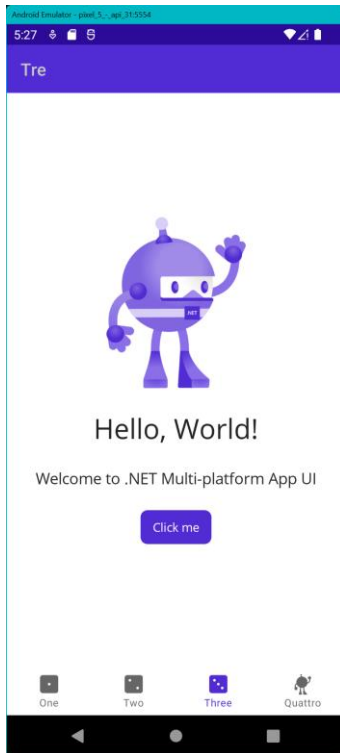 Android Emulator - pixel_5_-_api_31:5554
5:27
Tre
.NET
Hello, World!
Welcome to .NET Multi-platform App UI
Click me
One Two Three Quattro